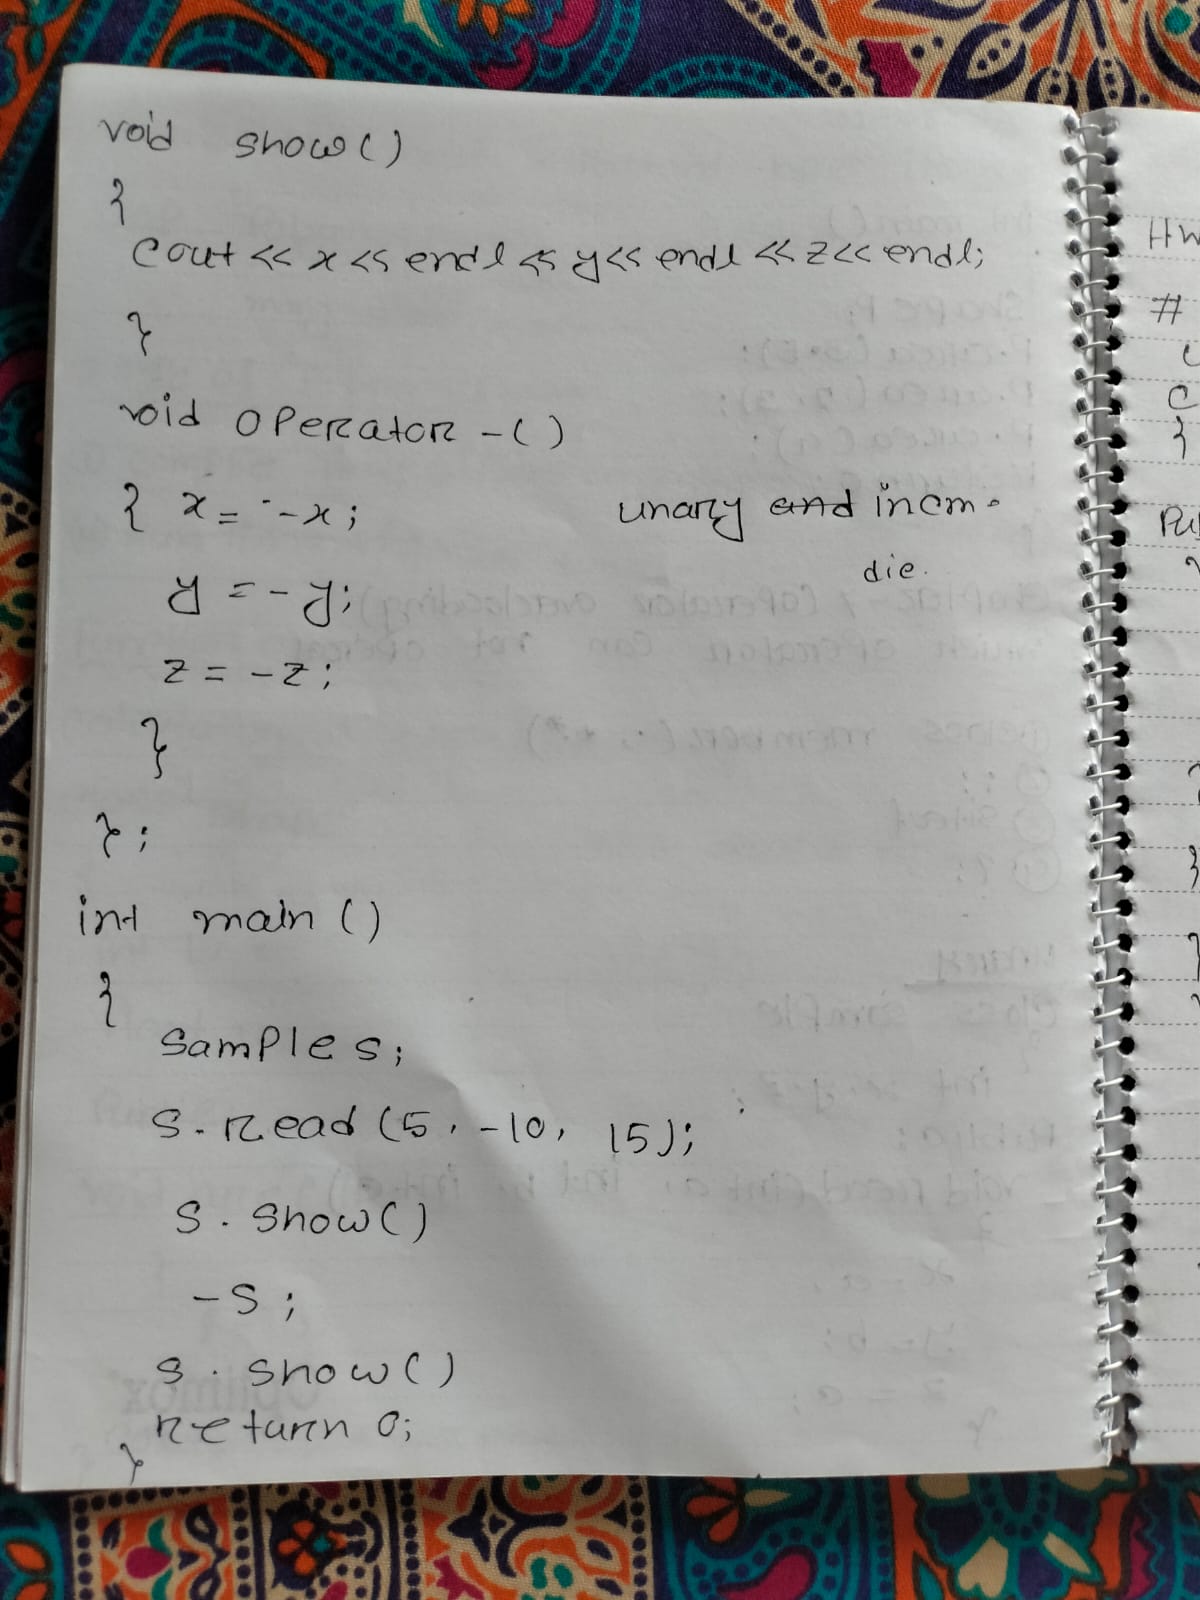 void show()
{
cout << x << endl << y << endl << z << endl;
}
void operator -()
{ x = -x;
unary and incm-
die.
y = -y;
z = -z;
}
};
int main ()
{
Sample s;
s.read (5, -10, 15);
s.show()
-s;
s.show()
return 0;
}
HW
#
c
{
Pu